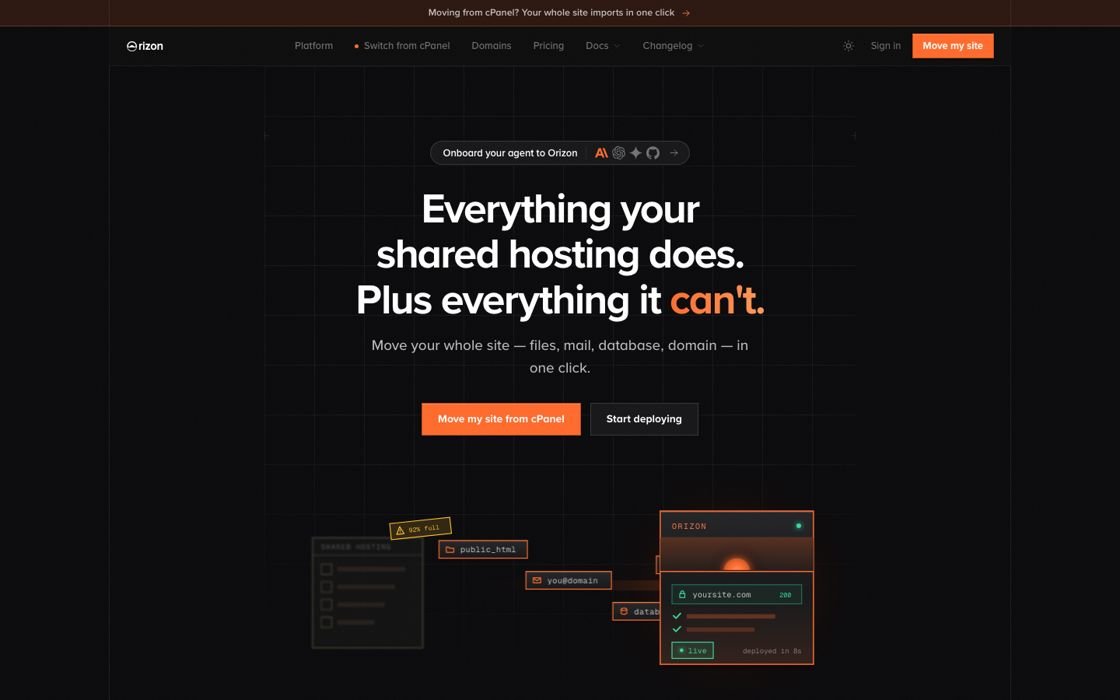 Moving from cPanel? Your whole site imports in one click →
Orizon
Platform
Switch from cPanel
Domains
Pricing
Docs
Changelog
Sign in
Move my site
Onboard your agent to Orizon
Everything your
shared hosting does.
Plus everything it can't.
Move your whole site — files, mail, database, domain — in
one click.
Move my site from cPanel
Start deploying
92% full
SHARED HOSTING
public_html
you@domain
datab
ORIZON
yoursite.com
200
live
deployed in 8s